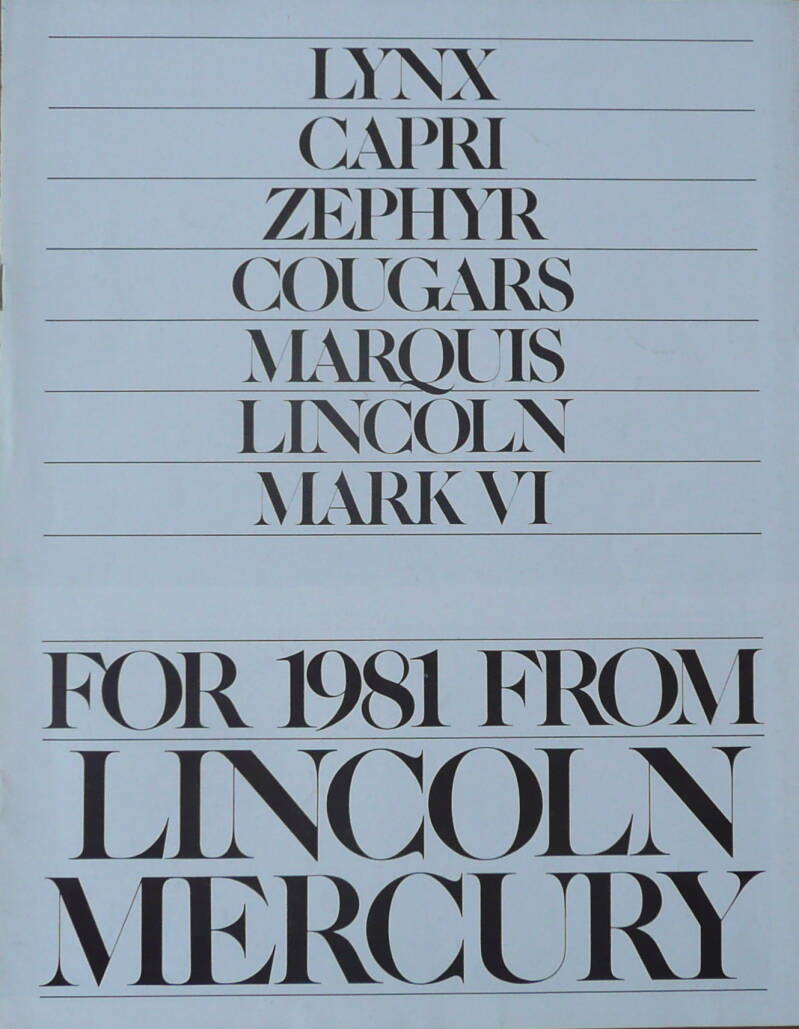 LYNX
CAPRI
ZEPHYR
COUGARS
MARQUIS
LINCOLN
MARK VI
FOR 1981 FROM
LINCOLN
MERCURY